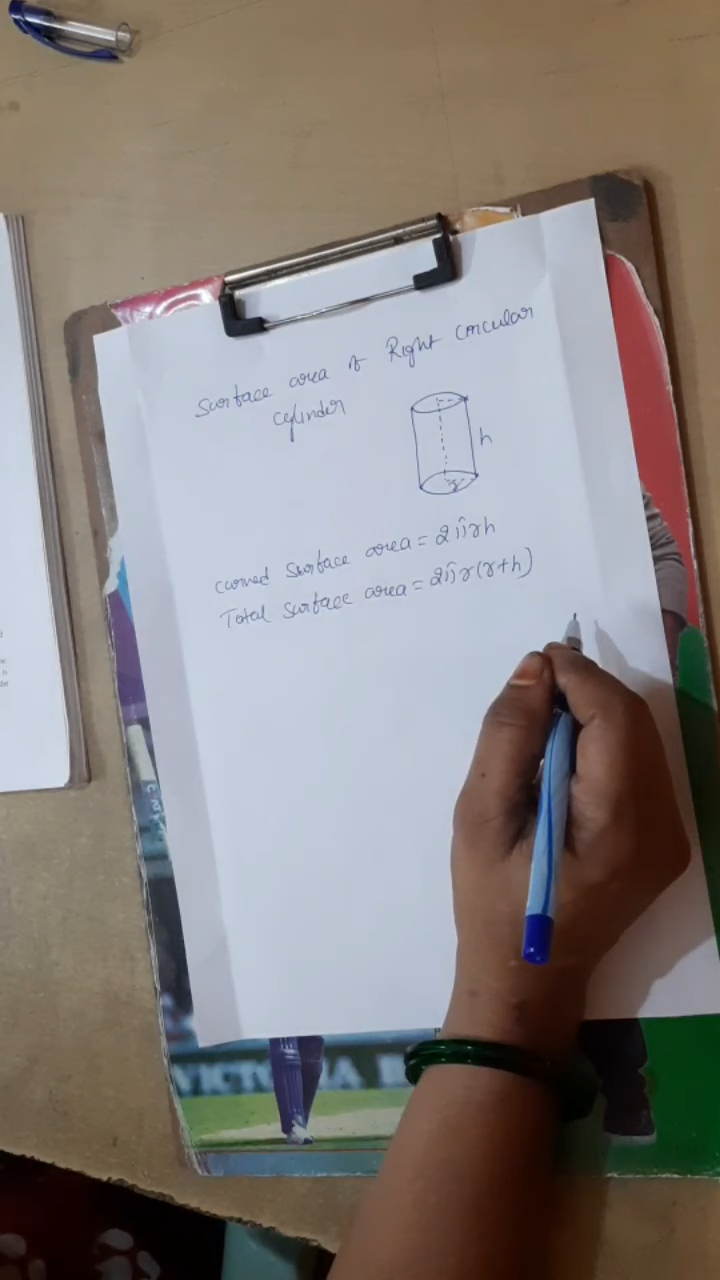 Surface area of Right circular
cylinder
h
r
curved surface area = 2πrh
Total surface area = 2πr(r+h)
VICTORIA